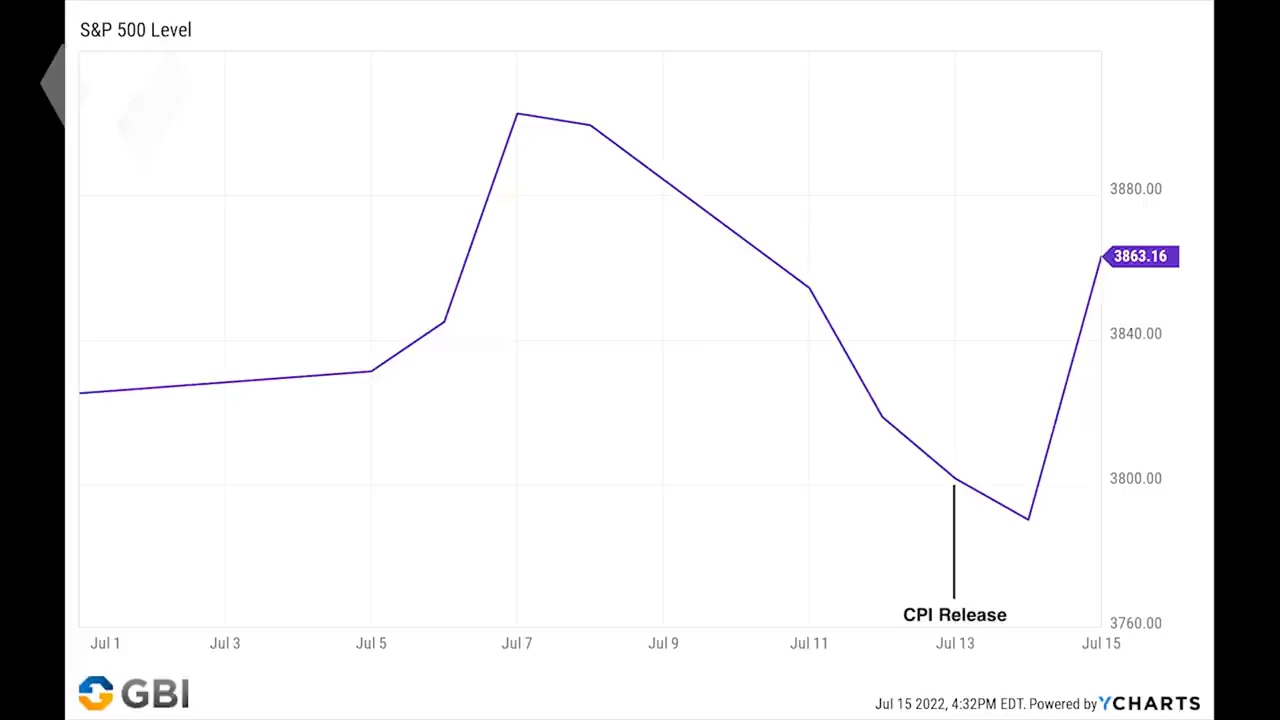 S&P 500 Level
3880.00
3863.16
3840.00
3800.00
CPI Release
3760.00
Jul 1 Jul 3 Jul 5 Jul 7 Jul 9 Jul 11 Jul 13 Jul 15
GBI
Jul 15 2022, 4:32PM EDT. Powered by YCHARTS